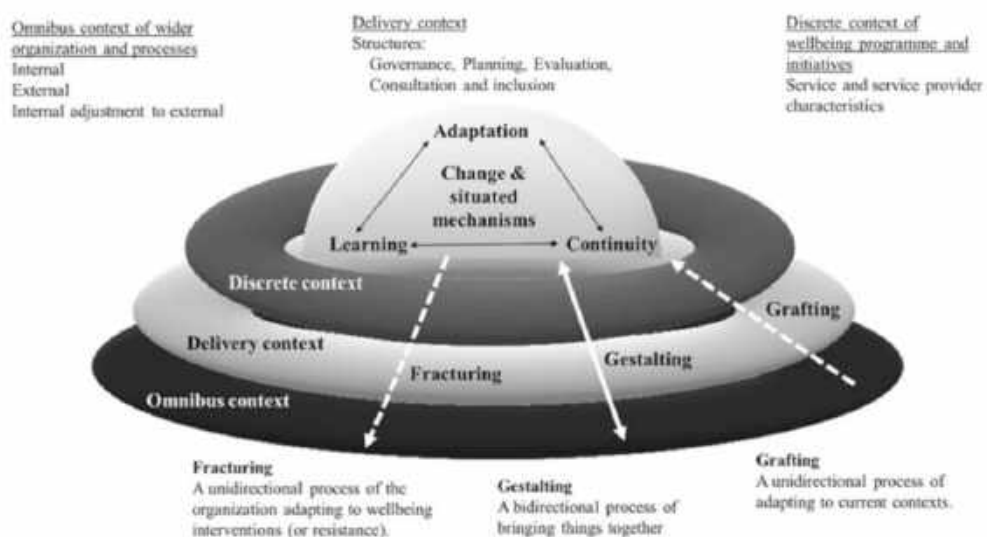 Omnibus context of wider
organization and processes
Internal
External
Internal adjustment to external
Delivery context
Structures:
Governance, Planning, Evaluation,
Consultation and inclusion
Discrete context of
wellbeing programme and
initiatives
Service and service provider
characteristics
Adaptation
Change &
situated
mechanisms
Learning
Continuity
Discrete context
Grafting
Delivery context
Gestalting
Fracturing
Omnibus context
Fracturing
A unidirectional process of the
organization adapting to wellbeing
interventions (or resistance).
Gestalting
A bidirectional process of
bringing things together
Grafting
A unidirectional process of
adapting to current contexts.